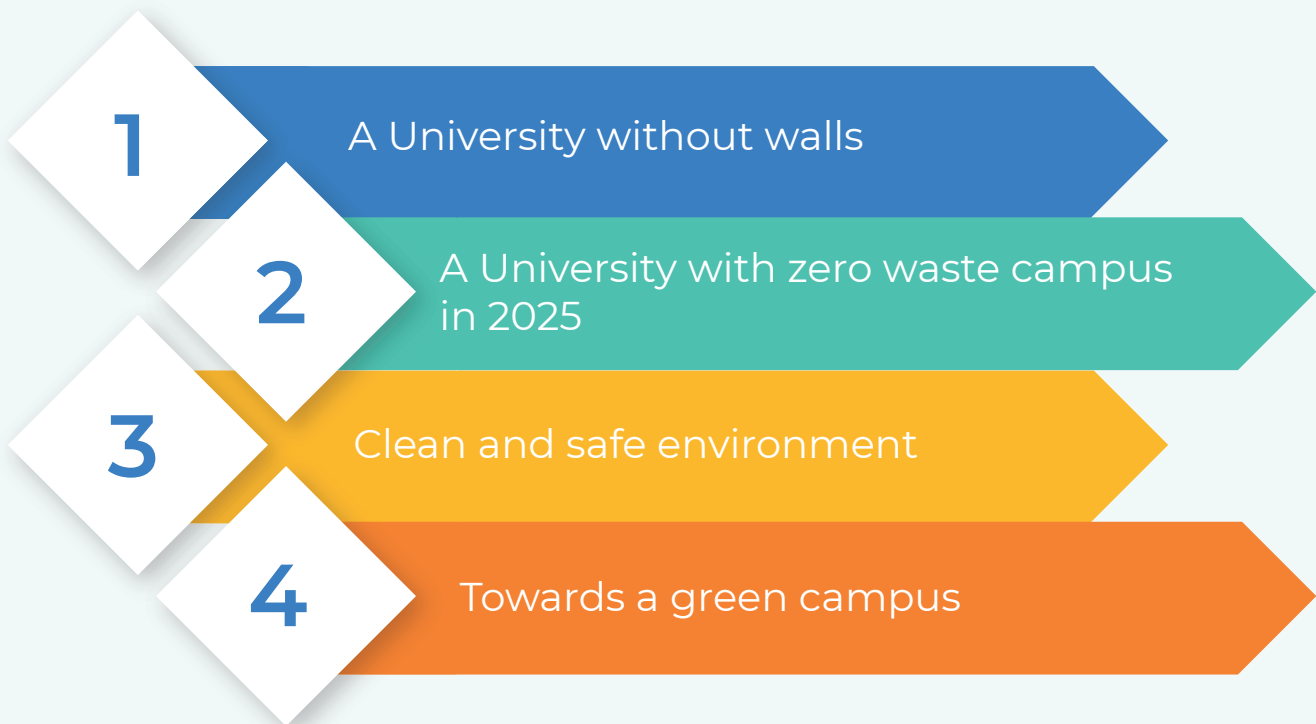 1
A University without walls
2
A University with zero waste campus
in 2025
3
Clean and safe environment
4
Towards a green campus